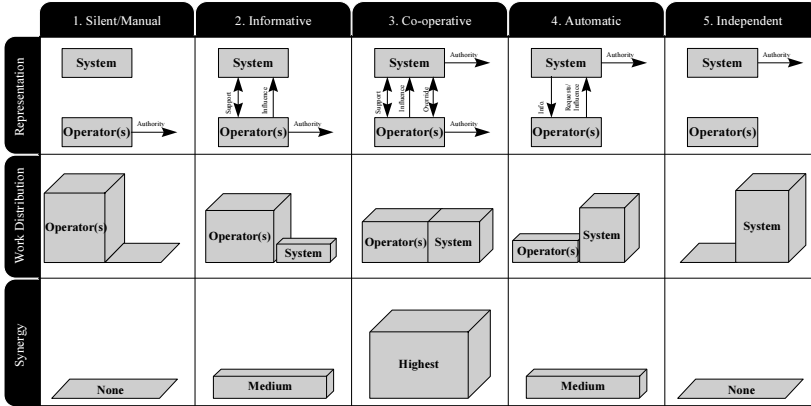 1. Silent/Manual
2. Informative
3. Co-operative
4. Automatic
5. Independent
Representation
System
Operator(s)
Authority
System
Support
Influence
Operator(s)
Authority
System
Authority
Support
Influence
Override
Operator(s)
Authority
System
Authority
Info.
Requests/
Influence
Operator(s)
System
Authority
Operator(s)
Work Distribution
Operator(s)
Operator(s)
System
Operator(s)
System
Operator(s)
System
System
Synergy
None
Medium
Highest
Medium
None